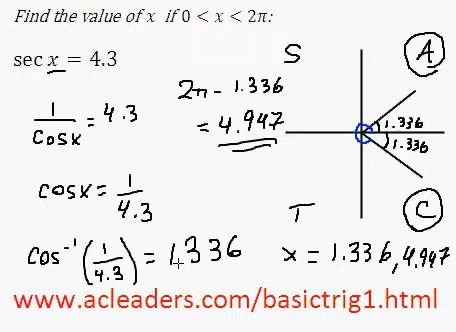 Find the value of x if 0 < x < 2π:
sec x = 4.3
1/cosx = 4.3
cosx = 1/4.3
cos⁻¹(1/4.3) = 1.336
2π - 1.336
= 4.947
S
A
1.336
1.336
T
C
x = 1.336, 4.947
www.acleaders.com/basictrig1.html